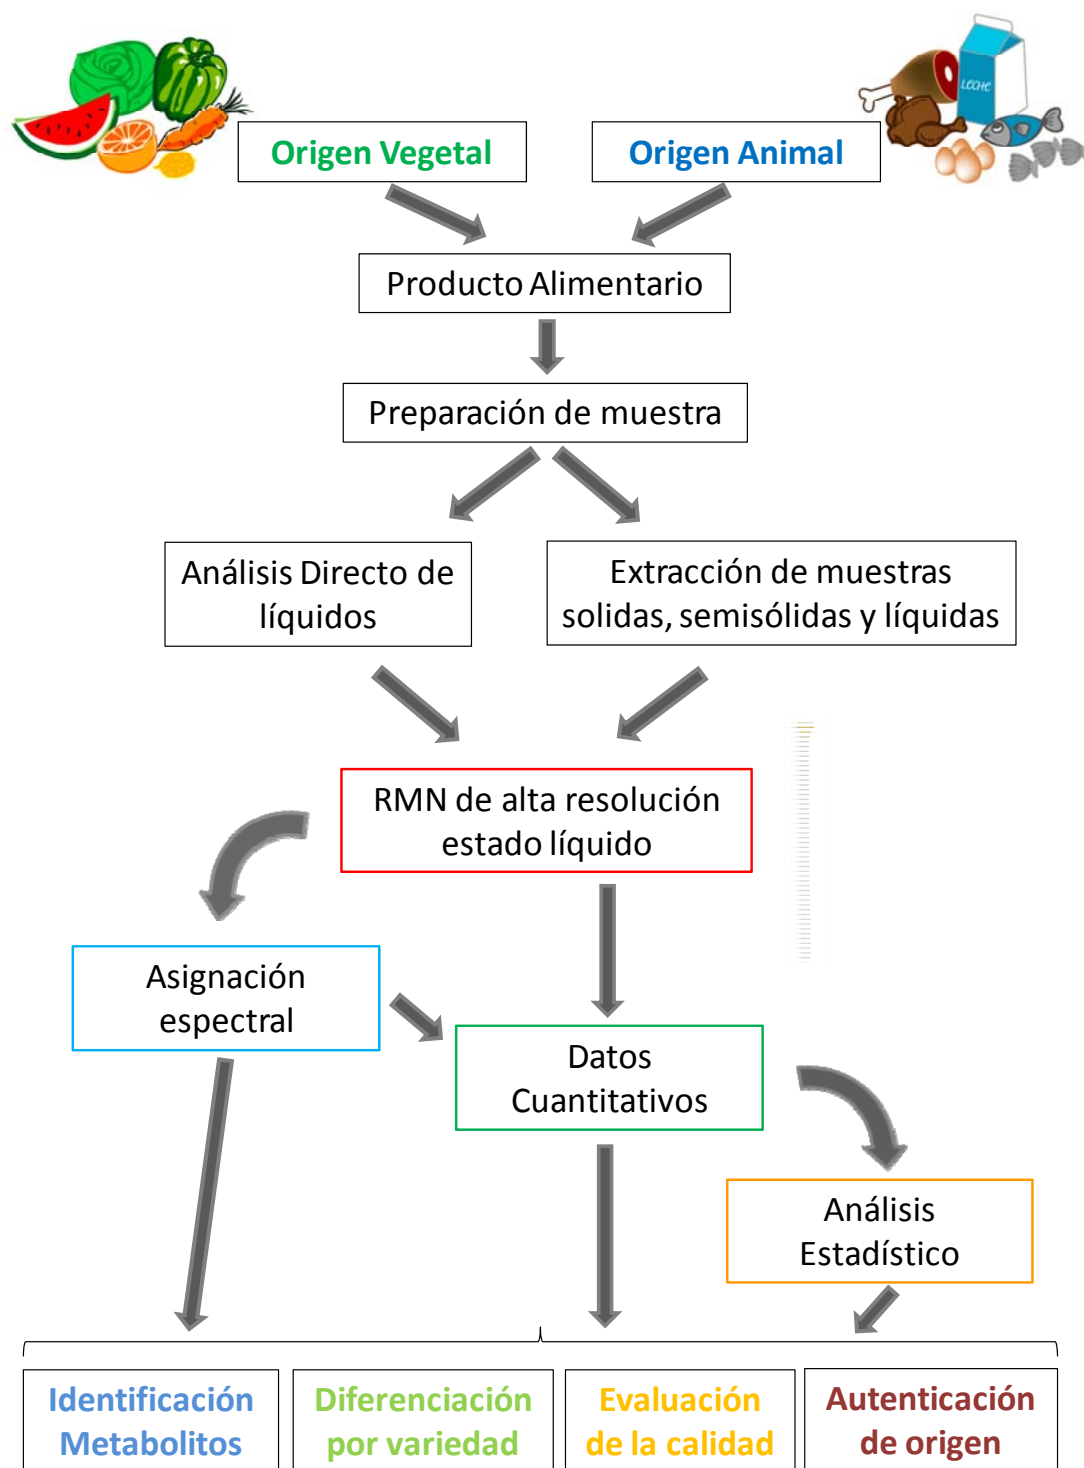 LECHE
Origen Vegetal
Origen Animal
Producto Alimentario
Preparación de muestra
Análisis Directo de
líquidos
Extracción de muestras
solidas, semisólidas y líquidas
RMN de alta resolución
estado líquido
Asignación
espectral
Datos
Cuantitativos
Análisis
Estadístico
Identificación
Metabolitos
Diferenciación
por variedad
Evaluación
de la calidad
Autenticación
de origen